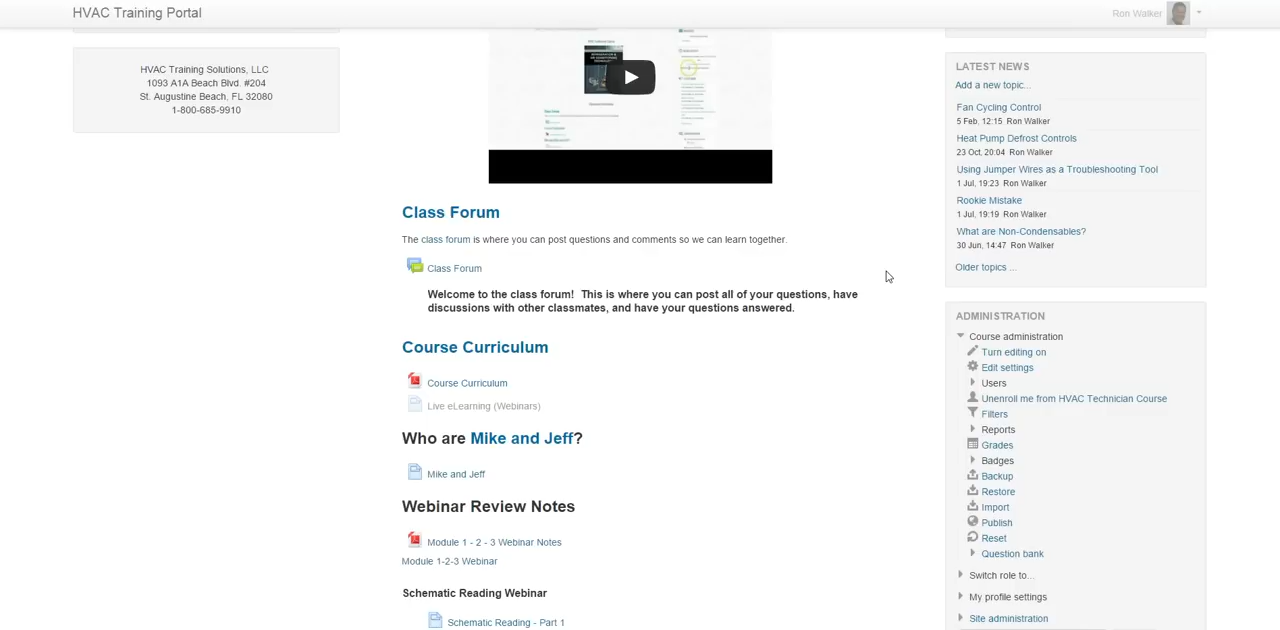 HVAC Training Portal
Ron Walker
HVAC Training Solutions, LLC
1093 A1A Beach Blvd. #204
St. Augustine Beach, FL 32080
1-800-685-9910
Class Forum
The class forum is where you can post questions and comments so we can learn together.
Class Forum
Welcome to the class forum!  This is where you can post all of your questions, have
discussions with other classmates, and have your questions answered.
Course Curriculum
Course Curriculum
Live eLearning (Webinars)
Who are Mike and Jeff?
Mike and Jeff
Webinar Review Notes
Module 1 - 2 - 3 Webinar Notes
Module 1-2-3 Webinar
Schematic Reading Webinar
Schematic Reading - Part 1
LATEST NEWS
Add a new topic...
Fan Cycling Control
5 Feb, 12:15  Ron Walker
Heat Pump Defrost Controls
23 Oct, 20:04  Ron Walker
Using Jumper Wires as a Troubleshooting Tool
1 Jul, 19:23  Ron Walker
Rookie Mistake
1 Jul, 19:19  Ron Walker
What are Non-Condensables?
30 Jun, 14:47  Ron Walker
Older topics ...
ADMINISTRATION
Course administration
Turn editing on
Edit settings
Users
Unenroll me from HVAC Technician Course
Filters
Reports
Grades
Badges
Backup
Restore
Import
Publish
Reset
Question bank
Switch role to...
My profile settings
Site administration